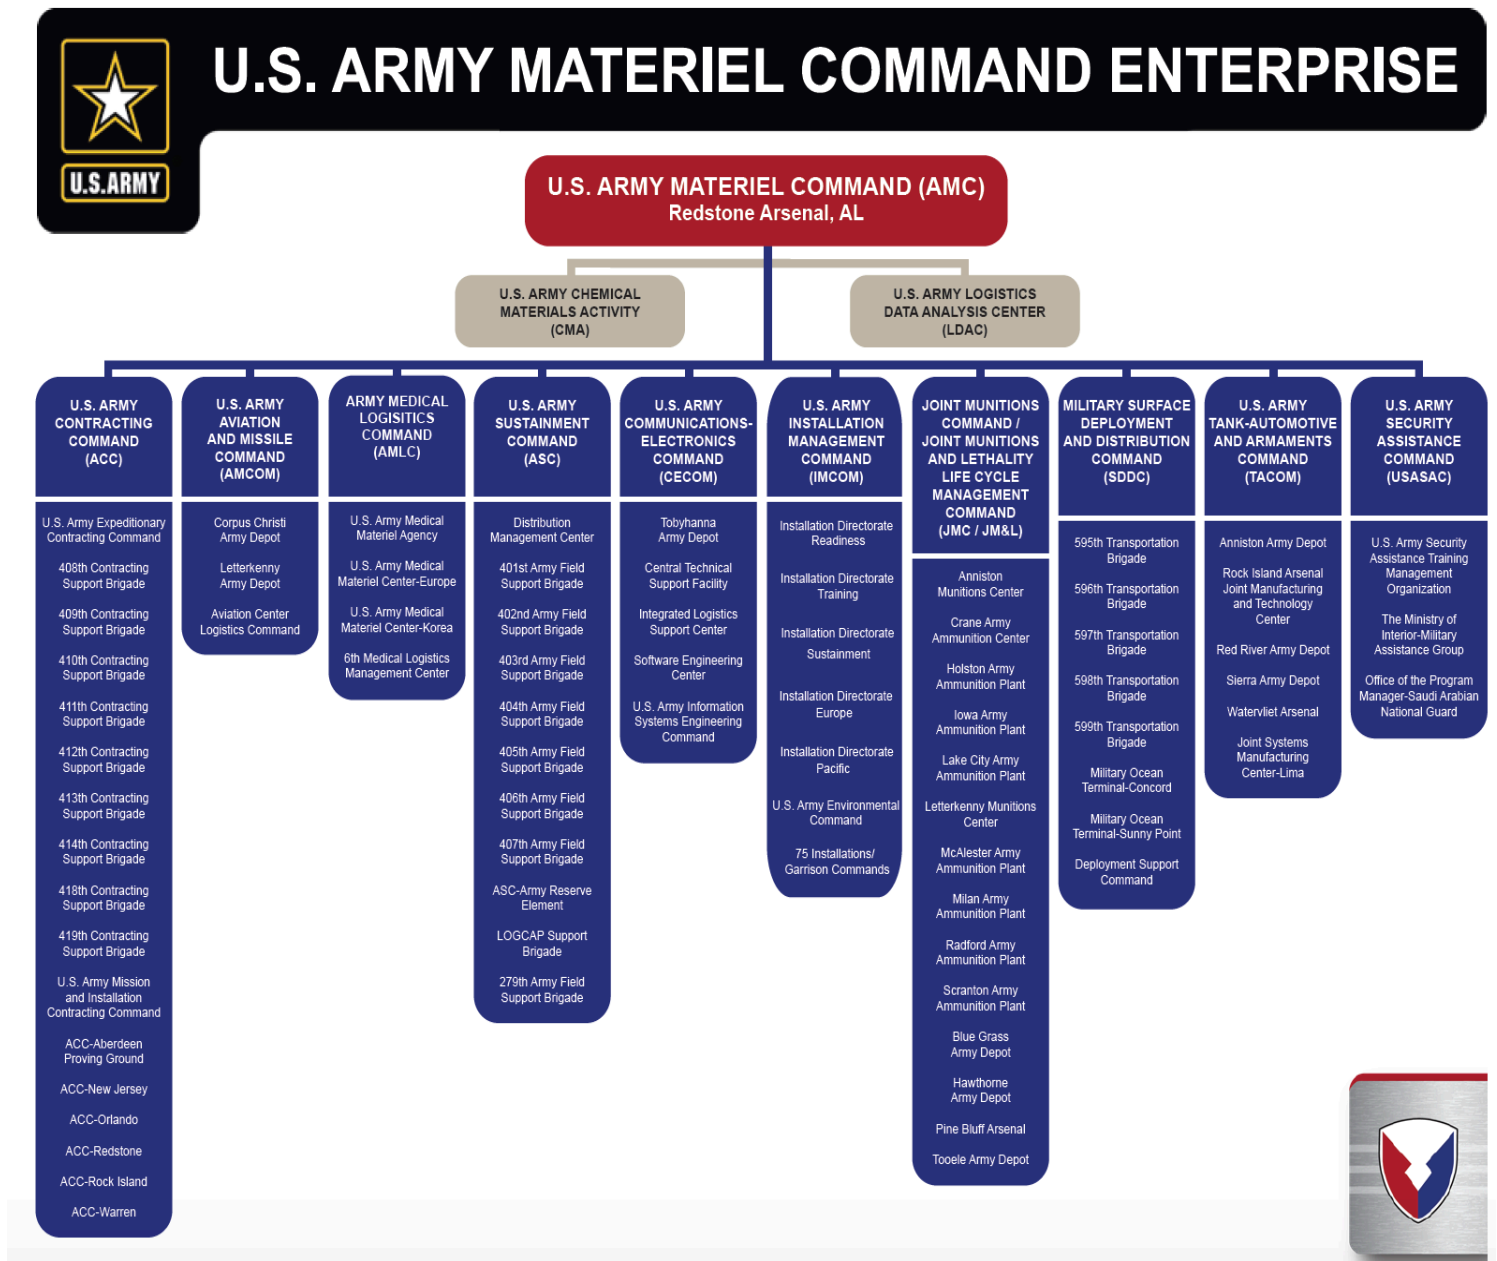 U.S. ARMY MATERIEL COMMAND ENTERPRISE
U.S.ARMY
U.S. ARMY MATERIEL COMMAND (AMC)
Redstone Arsenal, AL
U.S. ARMY CHEMICAL
MATERIALS ACTIVITY
(CMA)
U.S. ARMY LOGISTICS
DATA ANALYSIS CENTER
(LDAC)
U.S. ARMY
CONTRACTING
COMMAND
(ACC)
U.S. Army Expeditionary
Contracting Command
408th Contracting
Support Brigade
409th Contracting
Support Brigade
410th Contracting
Support Brigade
411th Contracting
Support Brigade
412th Contracting
Support Brigade
413th Contracting
Support Brigade
414th Contracting
Support Brigade
418th Contracting
Support Brigade
419th Contracting
Support Brigade
U.S. Army Mission
and Installation
Contracting Command
ACC-Aberdeen
Proving Ground
ACC-New Jersey
ACC-Orlando
ACC-Redstone
ACC-Rock Island
ACC-Warren
U.S. ARMY
AVIATION
AND MISSILE
COMMAND
(AMCOM)
Corpus Christi
Army Depot
Letterkenny
Army Depot
Aviation Center
Logistics Command
ARMY MEDICAL
LOGISITICS
COMMAND
(AMLC)
U.S. Army Medical
Materiel Agency
U.S. Army Medical
Materiel Center-Europe
U.S. Army Medical
Materiel Center-Korea
6th Medical Logistics
Management Center
U.S. ARMY
SUSTAINMENT
COMMAND
(ASC)
Distribution
Management Center
401st Army Field
Support Brigade
402nd Army Field
Support Brigade
403rd Army Field
Support Brigade
404th Army Field
Support Brigade
405th Army Field
Support Brigade
406th Army Field
Support Brigade
407th Army Field
Support Brigade
ASC-Army Reserve
Element
LOGCAP Support
Brigade
279th Army Field
Support Brigade
U.S. ARMY
COMMUNICATIONS-
ELECTRONICS
COMMAND
(CECOM)
Tobyhanna
Army Depot
Central Technical
Support Facility
Integrated Logistics
Support Center
Software Engineering
Center
U.S. Army Information
Systems Engineering
Command
U.S. ARMY
INSTALLATION
MANAGEMENT
COMMAND
(IMCOM)
Installation Directorate
Readiness
Installation Directorate
Training
Installation Directorate
Sustainment
Installation Directorate
Europe
Installation Directorate
Pacific
U.S. Army Environmental
Command
75 Installations/
Garrison Commands
JOINT MUNITIONS
COMMAND /
JOINT MUNITIONS
AND LETHALITY
LIFE CYCLE
MANAGEMENT
COMMAND
(JMC / JM&L)
Anniston
Munitions Center
Crane Army
Ammunition Center
Holston Army
Ammunition Plant
Iowa Army
Ammunition Plant
Lake City Army
Ammunition Plant
Letterkenny Munitions
Center
McAlester Army
Ammunition Plant
Milan Army
Ammunition Plant
Radford Army
Ammunition Plant
Scranton Army
Ammunition Plant
Blue Grass
Army Depot
Hawthorne
Army Depot
Pine Bluff Arsenal
Tooele Army Depot
MILITARY SURFACE
DEPLOYMENT
AND DISTRIBUTION
COMMAND
(SDDC)
595th Transportation
Brigade
596th Transportation
Brigade
597th Transportation
Brigade
598th Transportation
Brigade
599th Transportation
Brigade
Military Ocean
Terminal-Concord
Military Ocean
Terminal-Sunny Point
Deployment Support
Command
U.S. ARMY
TANK-AUTOMOTIVE
AND ARMAMENTS
COMMAND
(TACOM)
Anniston Army Depot
Rock Island Arsenal
Joint Manufacturing
and Technology
Center
Red River Army Depot
Sierra Army Depot
Watervliet Arsenal
Joint Systems
Manufacturing
Center-Lima
U.S. ARMY
SECURITY
ASSISTANCE
COMMAND
(USASAC)
U.S. Army Security
Assistance Training
Management
Organization
The Ministry of
Interior-Military
Assistance Group
Office of the Program
Manager-Saudi Arabian
National Guard